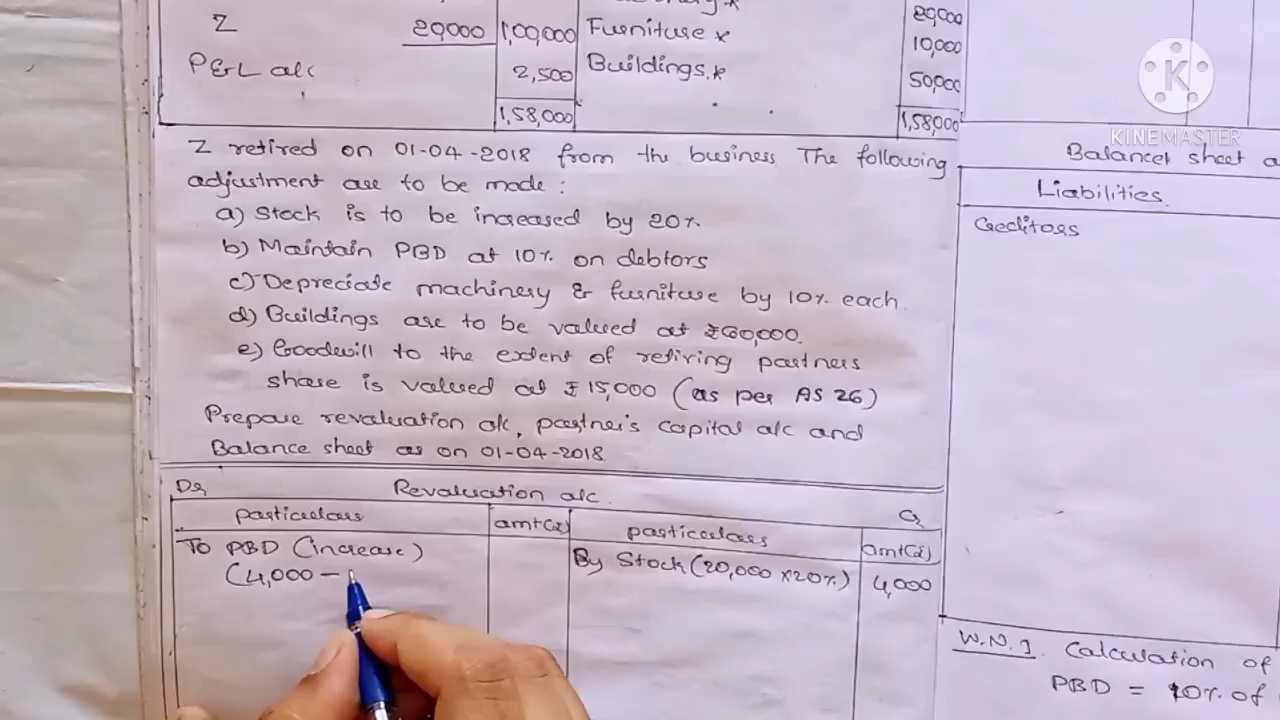 Z 20,000 1,00,000 Furniture × 20,000
10,000
P&L a/c 2,500 Buildings.× 50,000
1,58,000 1,58,000
KINEMASTER
Z retired on 01-04-2018 from the business The following
adjustment are to be made :
a) Stock is to be increased by 20%
b) Maintain PBD at 10% on debtors
c) Depreciate machinery & furniture by 10% each.
d) Buildings are to be valued at ₹60,000.
e) Goodwill to the extent of retiring partners
share is valued at ₹ 15,000 (as per AS 26)
Prepare revaluation a/c, partner's capital a/c and
Balance sheet as on 01-04-2018
Dr Revaluation a/c. Cr
particulars amt(₹) particulars amt(₹)
To PBD (increase) By Stock (20,000 × 20%) 4,000
(4,000 –
Balance sheet a
Liabilities
Creditors
W.N.1. Calculation of
PBD = 10% of